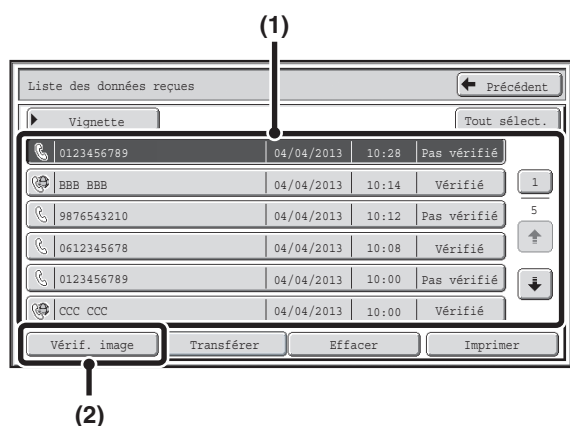 (1)
Liste des données reçues Précédent
Vignette Tout sélect.
0123456789 04/04/2013 10:28 Pas vérifié
BBB BBB 04/04/2013 10:14 Vérifié 1
9876543210 04/04/2013 10:12 Pas vérifié 5
0612345678 04/04/2013 10:08 Vérifié
0123456789 04/04/2013 10:00 Pas vérifié
CCC CCC 04/04/2013 10:00 Vérifié
Vérif. image Transférer Effacer Imprimer
(2)